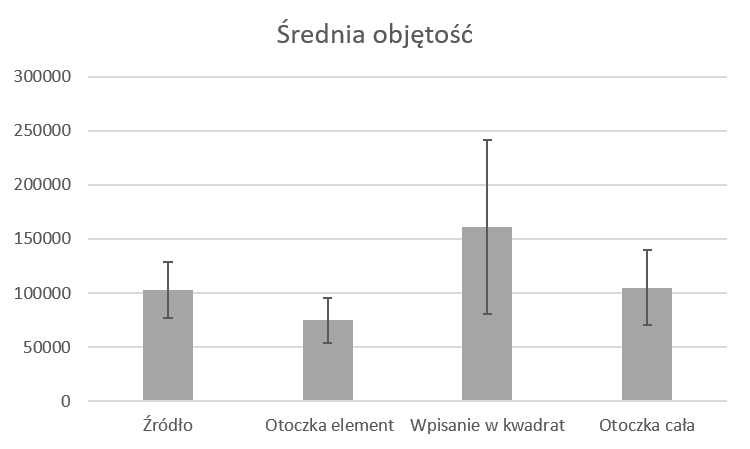 Średnia objętość
300000
250000
200000
150000
100000
50000
0
Źródło
Otoczka element
Wpisanie w kwadrat
Otoczka cała